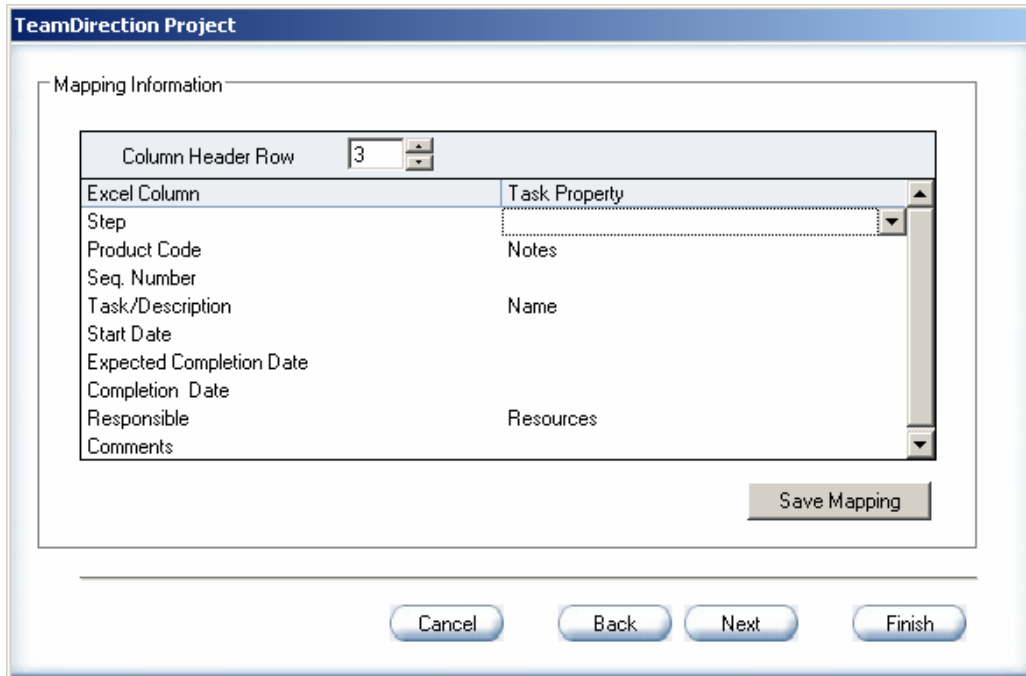 TeamDirection Project
Mapping Information
Column Header Row 3
Excel Column Task Property
Step
Product Code Notes
Seq. Number
Task/Description Name
Start Date
Expected Completion Date
Completion Date
Responsible Resources
Comments
Save Mapping
Cancel Back Next Finish